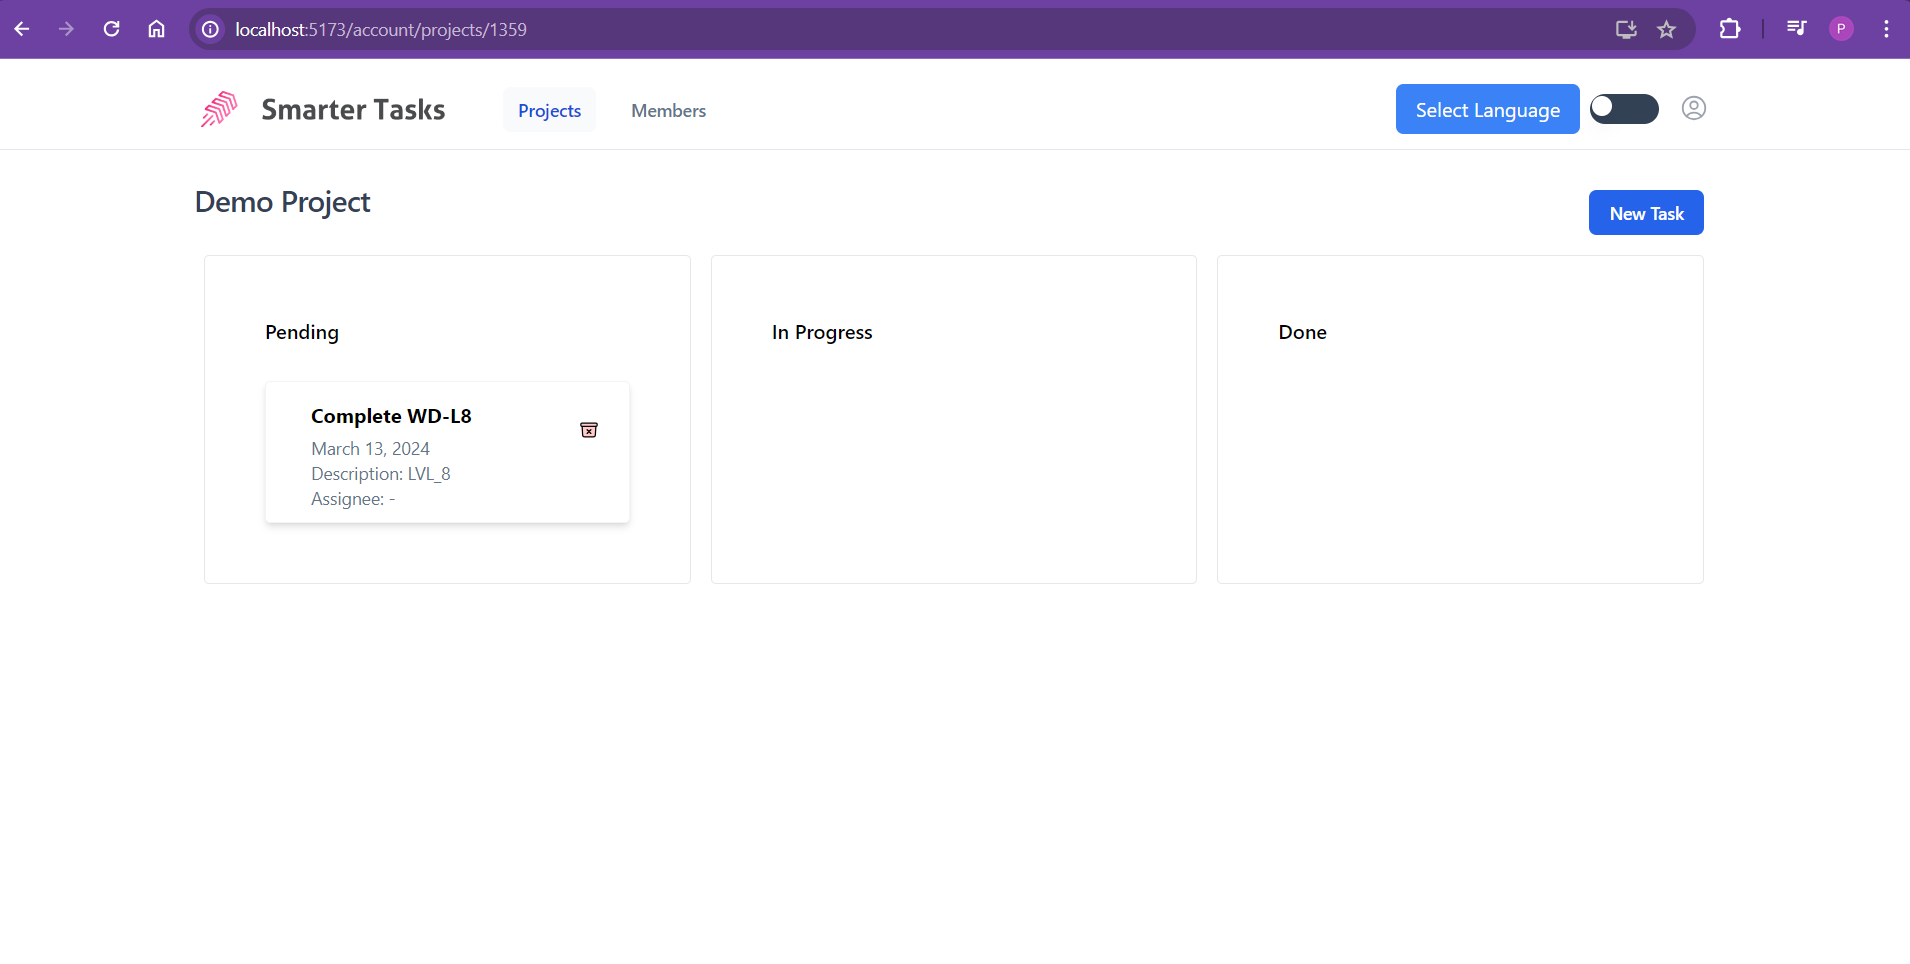 localhost:5173/account/projects/1359
P
Smarter Tasks
Projects
Members
Select Language
Demo Project
New Task
Pending
Complete WD-L8
March 13, 2024
Description: LVL_8
Assignee: -
In Progress
Done